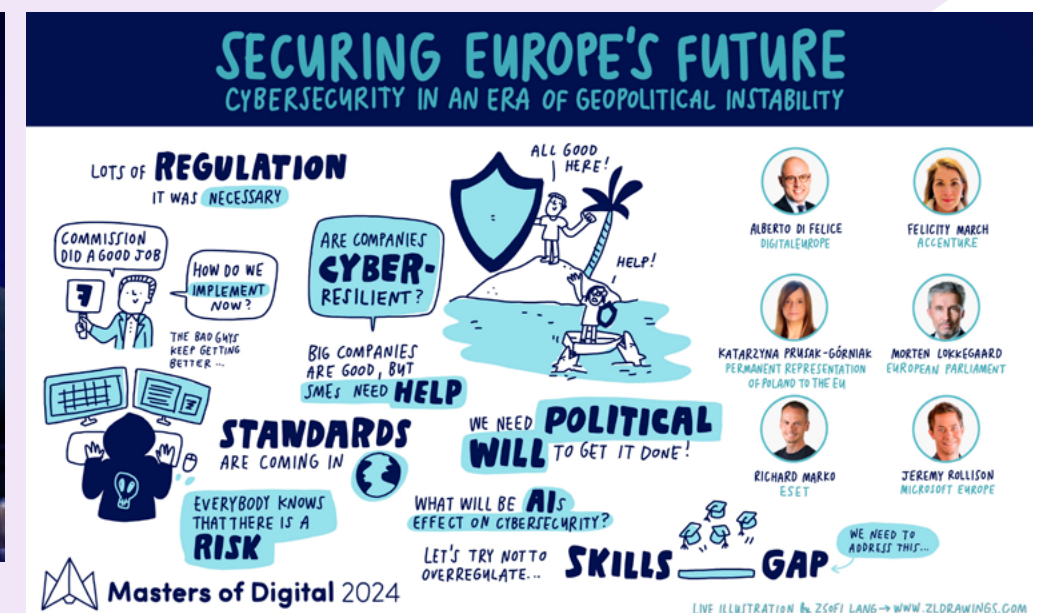 SECURING EUROPE'S FUTURE
CYBERSECURITY IN AN ERA OF GEOPOLITICAL INSTABILITY
LOTS OF REGULATION
IT WAS NECESSARY
COMMISSION
DID A GOOD JOB
HOW DO WE
IMPLEMENT
NOW?
7
THE BAD GUYS
KEEP GETTING
BETTER...
ARE COMPANIES
CYBER-
RESILIENT?
BIG COMPANIES
ARE GOOD, BUT
SMES NEED HELP
ALL GOOD
HERE!
HELP!
STANDARDS
ARE COMING IN
EVERYBODY KNOWS
THAT THERE IS A
RISK
WE NEED POLITICAL
WILL TO GET IT DONE!
WHAT WILL BE AIS
EFFECT ON CYBERSECURITY?
LET'S TRY NOT TO
OVERREGULATE...
SKILLS GAP
WE NEED TO
ADDRESS THIS...
ALBERTO DI FELICE
DIGITALEUROPE
FELICITY MARCH
ACCENTURE
KATARZYNA PRUSAK-GÓRNIAK
PERMANENT REPRESENTATION
OF POLAND TO THE EU
MORTEN LØKKEGAARD
EUROPEAN PARLIAMENT
RICHARD MARKO
ESET
JEREMY ROLLISON
MICROSOFT EUROPE
Masters of Digital 2024
LIVE ILLUSTRATION by ZSOFI LANG → WWW.ZLDRAWINGS.COM